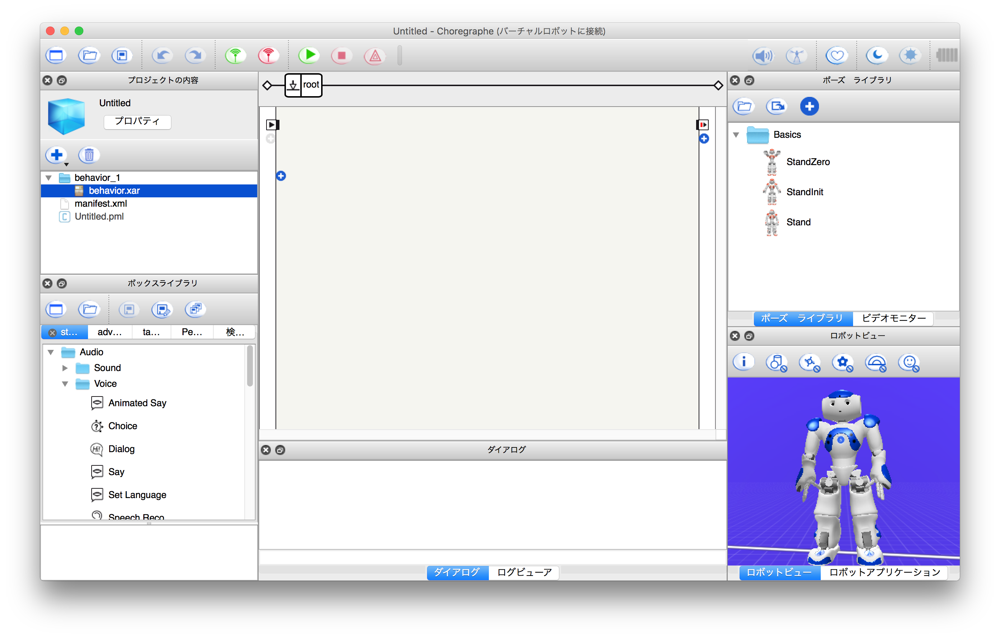 Untitled - Choregraphe (バーチャルロボットに接続)
プロジェクトの内容
Untitled
プロパティ
behavior_1
behavior.xar
manifest.xml
Untitled.pml
ボックスライブラリ
st... adv... ta... Pe... 検...
Audio
Sound
Voice
Animated Say
Choice
Dialog
Say
Set Language
Speech Reco.
root
ダイアログ
ダイアログ ログビューア
ポーズ ライブラリ
Basics
StandZero
StandInit
Stand
ポーズ ライブラリ ビデオモニター
ロボットビュー
ロボットビュー ロボットアプリケーション